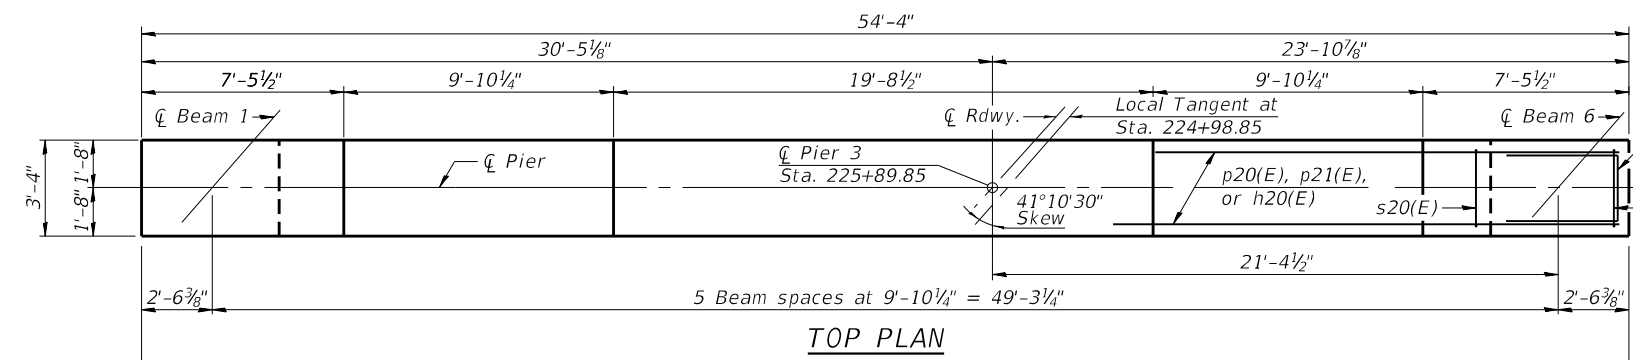 54'-4"
30'-5⅛"
23'-10⅞"
7'-5½"
9'-10¼"
19'-8½"
9'-10¼"
7'-5½"
℄ Beam 1
℄ Rdwy.
Local Tangent at
Sta. 224+98.85
℄ Beam 6
3'-4"
1'-8"
1'-8"
℄ Pier
℄ Pier 3
Sta. 225+89.85
41°10'30"
Skew
p20(E), p21(E),
or h20(E)
s20(E)
21'-4½"
2'-6⅜"
5 Beam spaces at 9'-10¼" = 49'-3¼"
2'-6⅜"
TOP PLAN